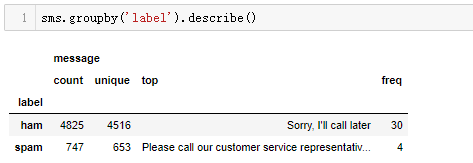 1 sms.groupby('label').describe()
message
count unique top freq
label
ham 4825 4516 Sorry, I'll call later 30
spam 747 653 Please call our customer service representativ... 4